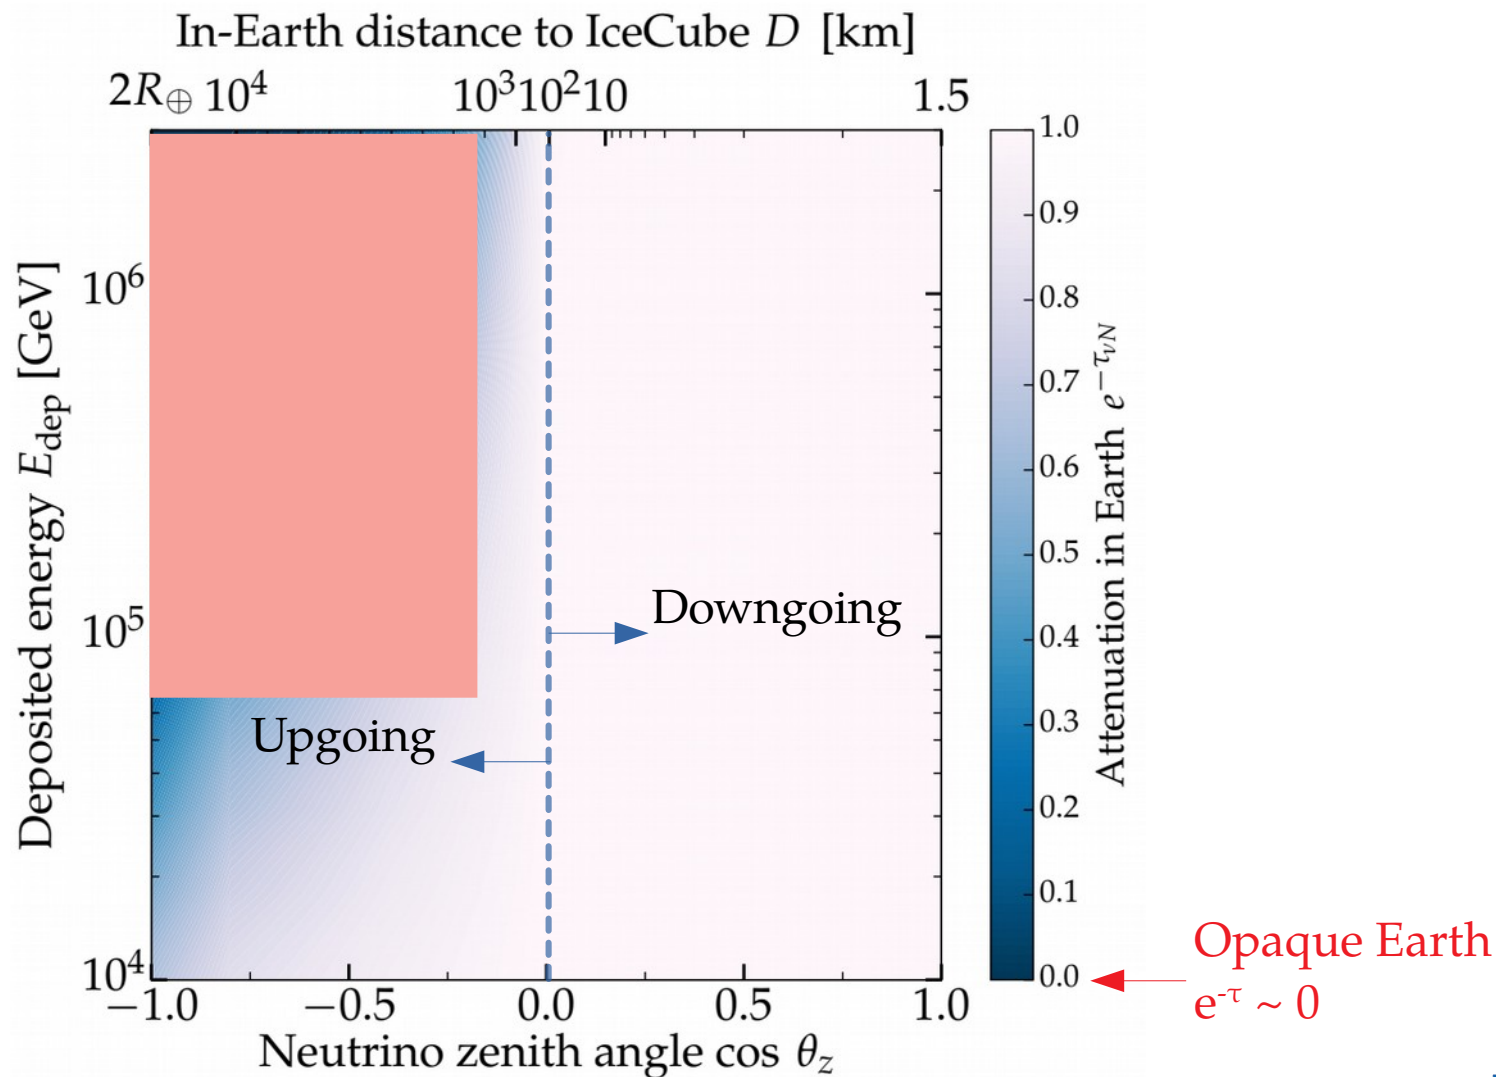 In-Earth distance to IceCube D [km]
2R⊕ 10⁴ 10³ 10² 10 1.5
Deposited energy E_dep [GeV]
10⁶
10⁵
10⁴
Downgoing
Upgoing
−1.0 −0.5 0.0 0.5 1.0
Neutrino zenith angle cos θ_z
1.0
0.9
0.8
0.7
0.6
0.5
0.4
0.3
0.2
0.1
0.0
Attenuation in Earth e^−τ_νN
Opaque Earth
e^-τ ~ 0